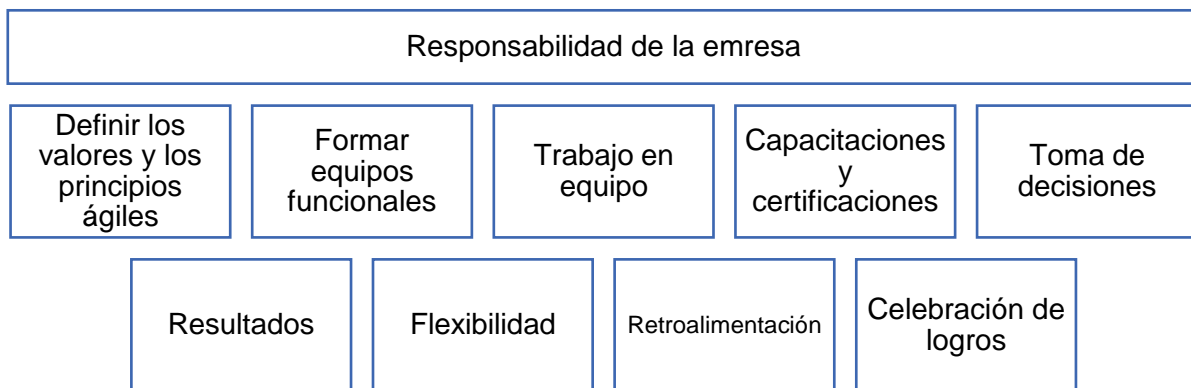 Responsabilidad de la emresa
Definir los
valores y los
principios
ágiles
Formar
equipos
funcionales
Trabajo en
equipo
Capacitaciones
y
certificaciones
Toma de
decisiones
Resultados
Flexibilidad
Retroalimentación
Celebración de
logros